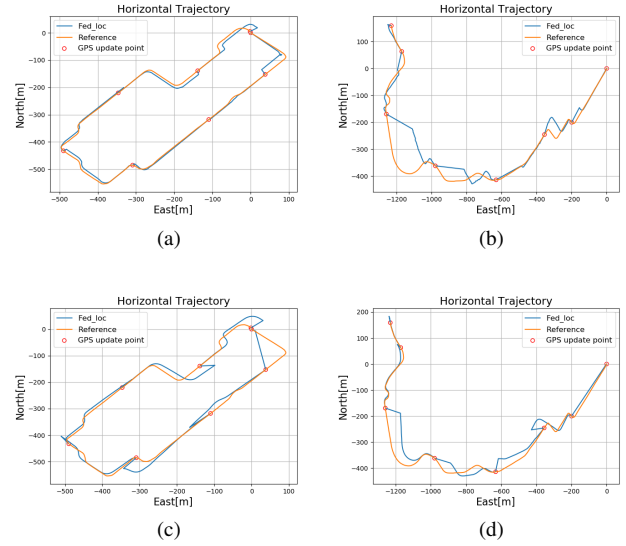 Horizontal Trajectory
Fed_loc
Reference
GPS update point
North[m]
0
−100
−200
−300
−400
−500
−500 −400 −300 −200 −100 0 100
East[m]
(a)
Horizontal Trajectory
Fed_loc
Reference
GPS update point
North[m]
200
100
0
−100
−200
−300
−400
−1200 −1000 −800 −600 −400 −200 0
East[m]
(b)
Horizontal Trajectory
Fed_loc
Reference
GPS update point
North[m]
0
−100
−200
−300
−400
−500
−500 −400 −300 −200 −100 0 100
East[m]
(c)
Horizontal Trajectory
Fed_loc
Reference
GPS update point
North[m]
200
100
0
−100
−200
−300
−400
−1200 −1000 −800 −600 −400 −200 0
East[m]
(d)